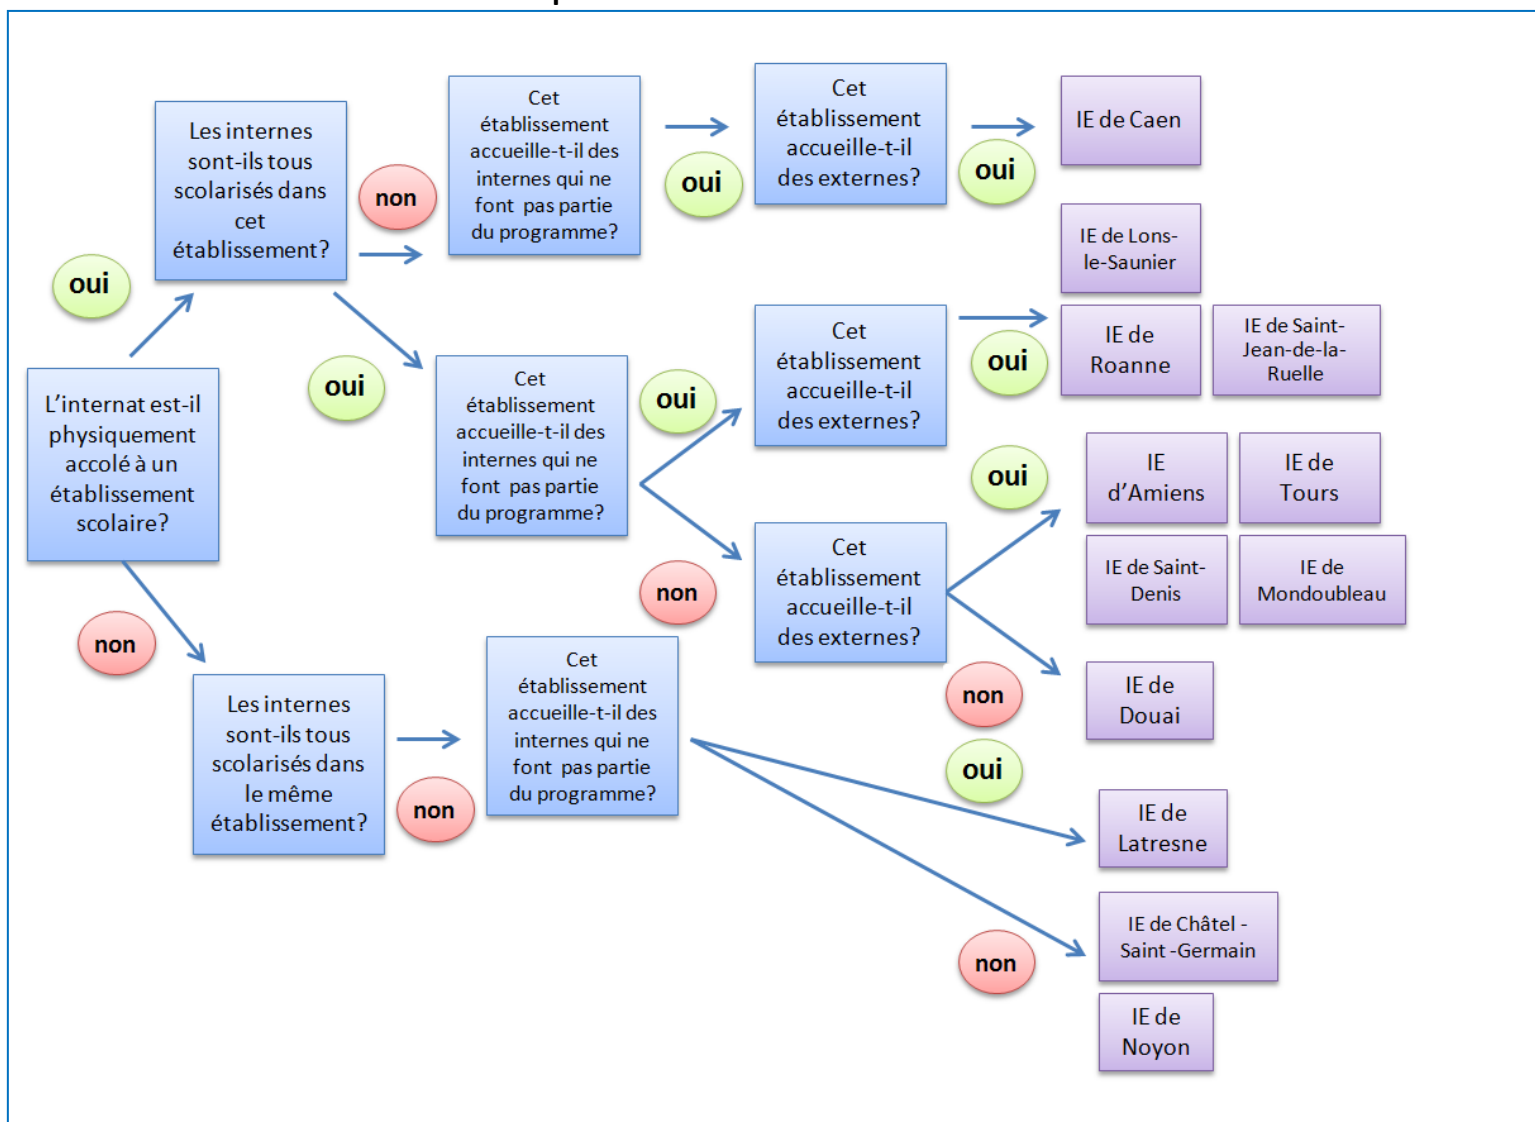 Les internes
sont-ils tous
scolarisés dans
cet
établissement?
non
Cet
établissement
accueille-t-il des
internes qui ne
font pas partie
du programme?
oui
Cet
établissement
accueille-t-il
des externes?
oui
IE de Caen
IE de Lons-
le-Saunier
oui
L'internat est-il
physiquement
accolé à un
établissement
scolaire?
oui
Cet
établissement
accueille-t-il des
internes qui ne
font pas partie
du programme?
oui
Cet
établissement
accueille-t-il
des externes?
oui
IE de
Roanne
IE de Saint-
Jean-de-la-
Ruelle
non
Cet
établissement
accueille-t-il
des externes?
oui
IE
d'Amiens
IE de
Tours
IE de Saint-
Denis
IE de
Mondoubleau
non
IE de
Douai
non
Les internes
sont-ils tous
scolarisés dans
le même
établissement?
non
Cet
établissement
accueille-t-il des
internes qui ne
font pas partie
du programme?
oui
IE de
Latresne
non
IE de Châtel -
Saint -Germain
IE de
Noyon